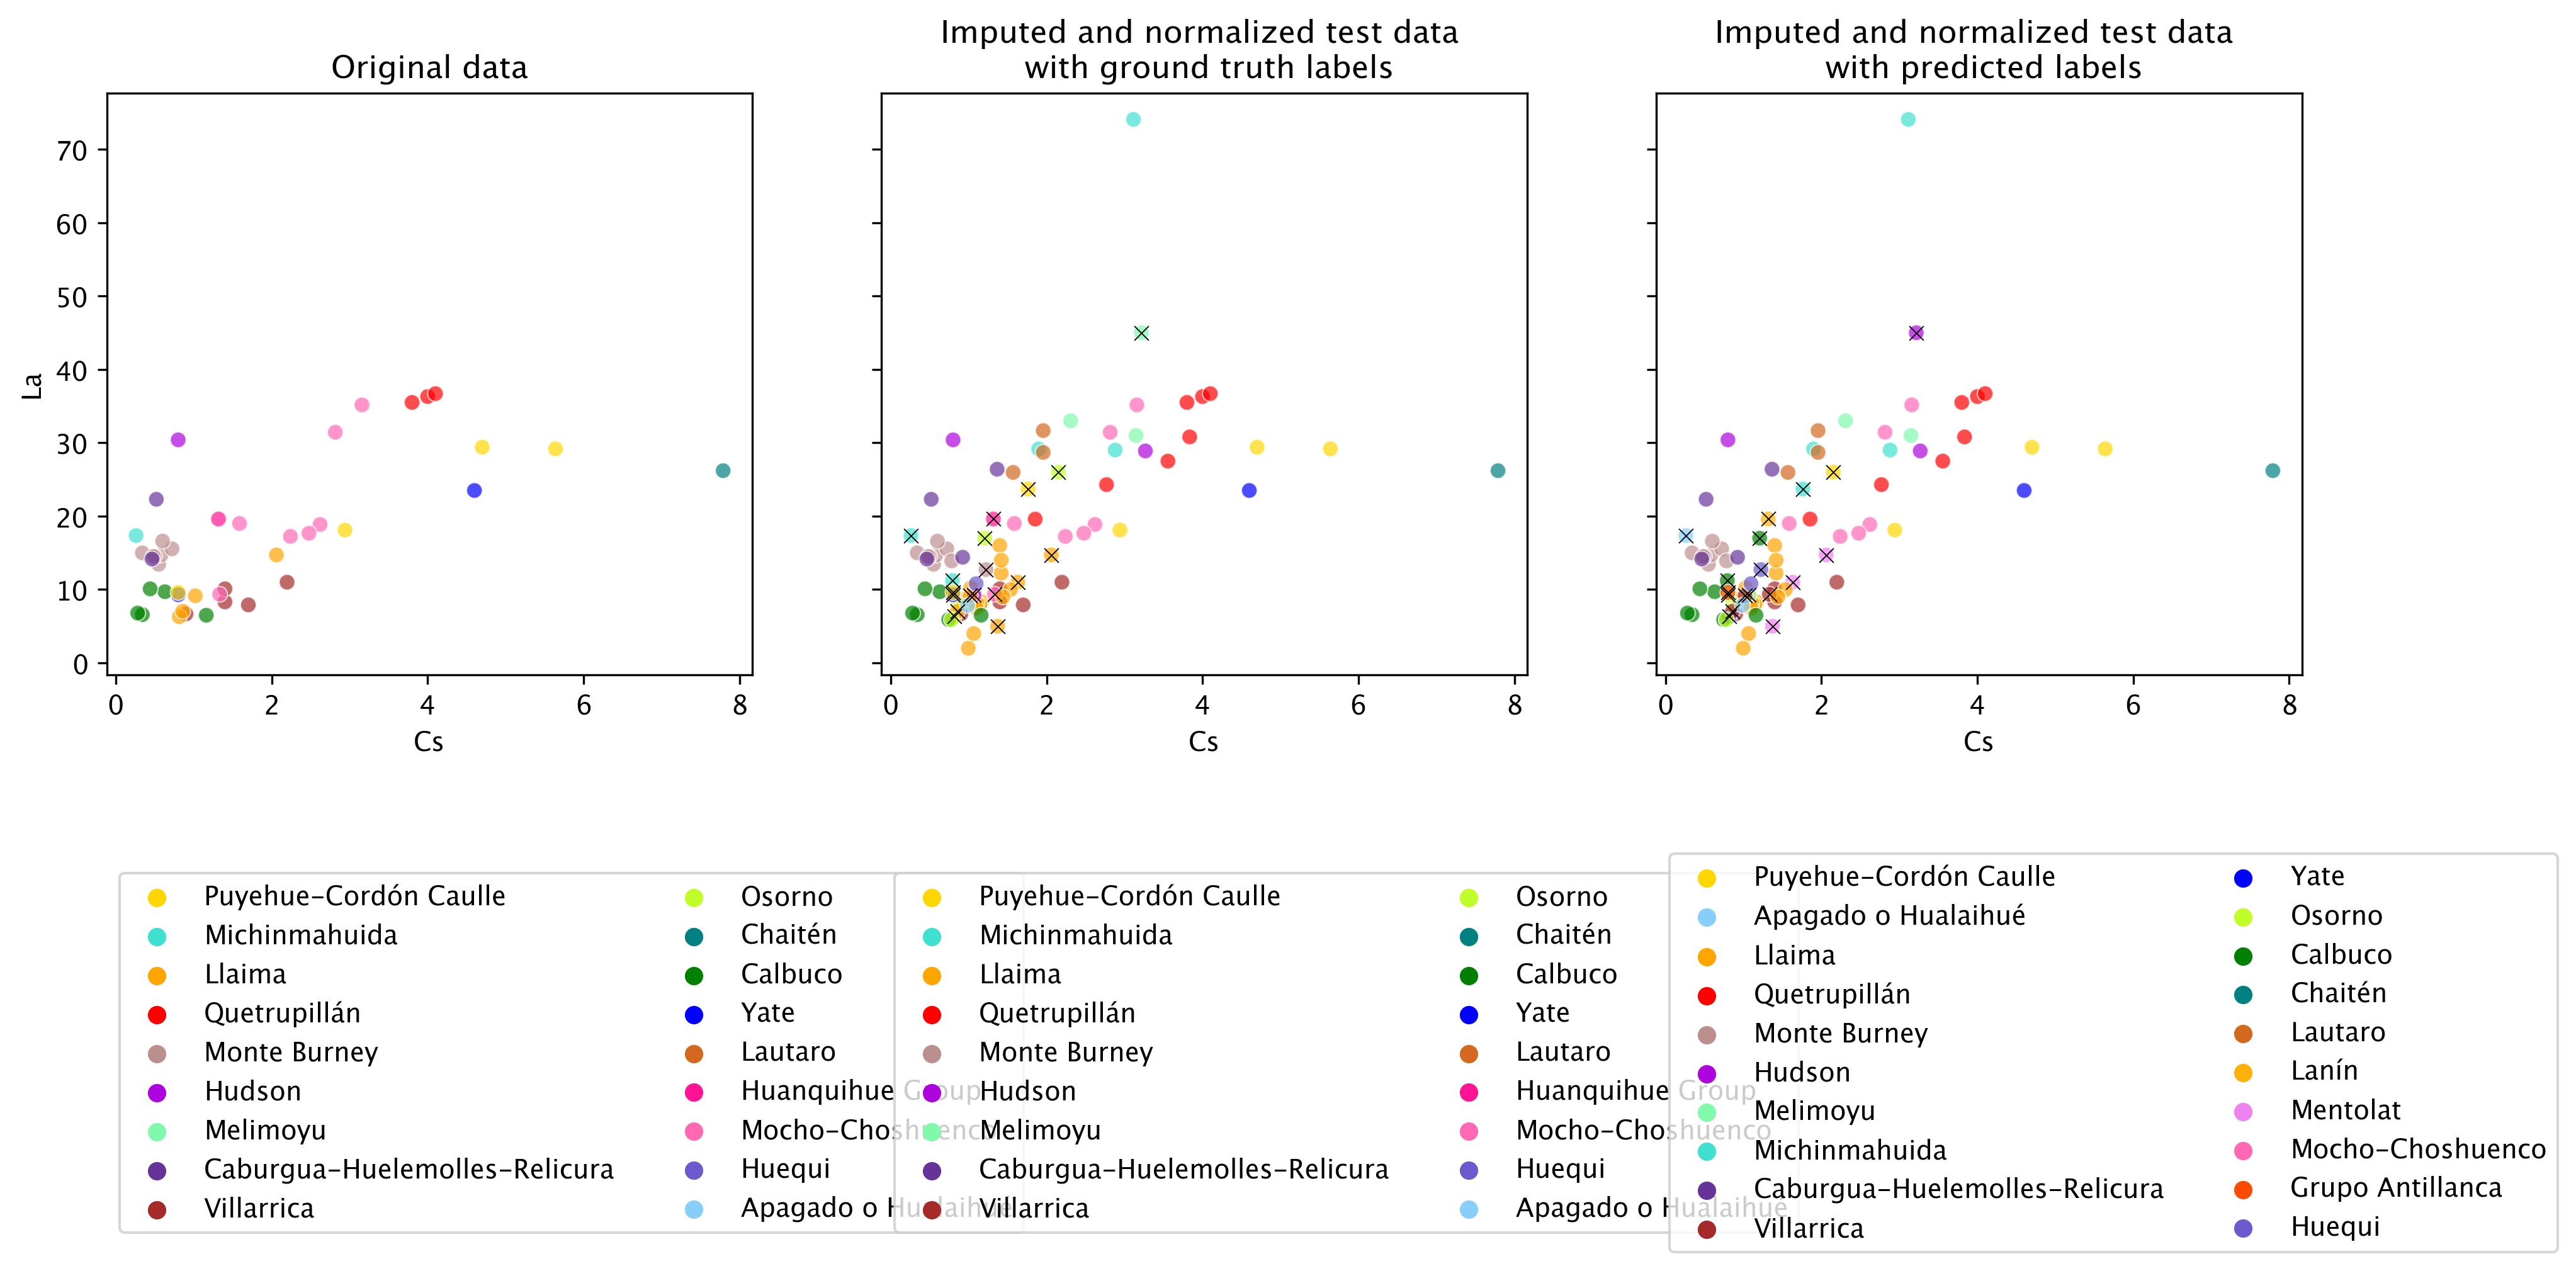 Original data
Imputed and normalized test data
with ground truth labels
Imputed and normalized test data
with predicted labels
La
70
60
50
40
30
20
10
0
0 2 4 6 8
Cs
0 2 4 6 8
Cs
0 2 4 6 8
Cs
Puyehue-Cordón Caulle
Michinmahuida
Llaima
Quetrupillán
Monte Burney
Hudson
Melimoyu
Caburgua-Huelemolles-Relicura
Villarrica
Osorno
Chaitén
Calbuco
Yate
Lautaro
Huanquihue Group
Mocho-Choshuenco
Huequi
Apagado o Hualaihué
Puyehue-Cordón Caulle
Michinmahuida
Llaima
Quetrupillán
Monte Burney
Hudson
Melimoyu
Caburgua-Huelemolles-Relicura
Villarrica
Osorno
Chaitén
Calbuco
Yate
Lautaro
Huanquihue Group
Mocho-Choshuenco
Huequi
Apagado o Hualaihué
Puyehue-Cordón Caulle
Apagado o Hualaihué
Llaima
Quetrupillán
Monte Burney
Hudson
Melimoyu
Michinmahuida
Caburgua-Huelemolles-Relicura
Villarrica
Yate
Osorno
Calbuco
Chaitén
Lautaro
Lanín
Mentolat
Mocho-Choshuenco
Grupo Antillanca
Huequi